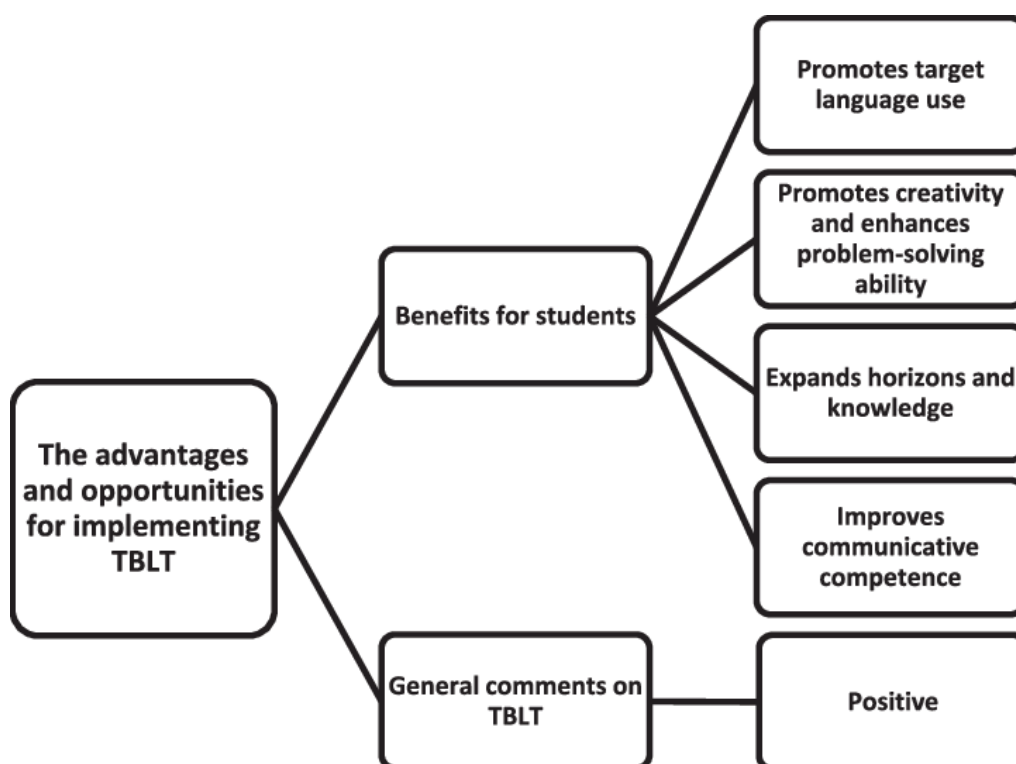 The advantages
and opportunities
for implementing
TBLT
Benefits for students
Promotes target
language use
Promotes creativity
and enhances
problem-solving
ability
Expands horizons and
knowledge
Improves
communicative
competence
General comments on
TBLT
Positive